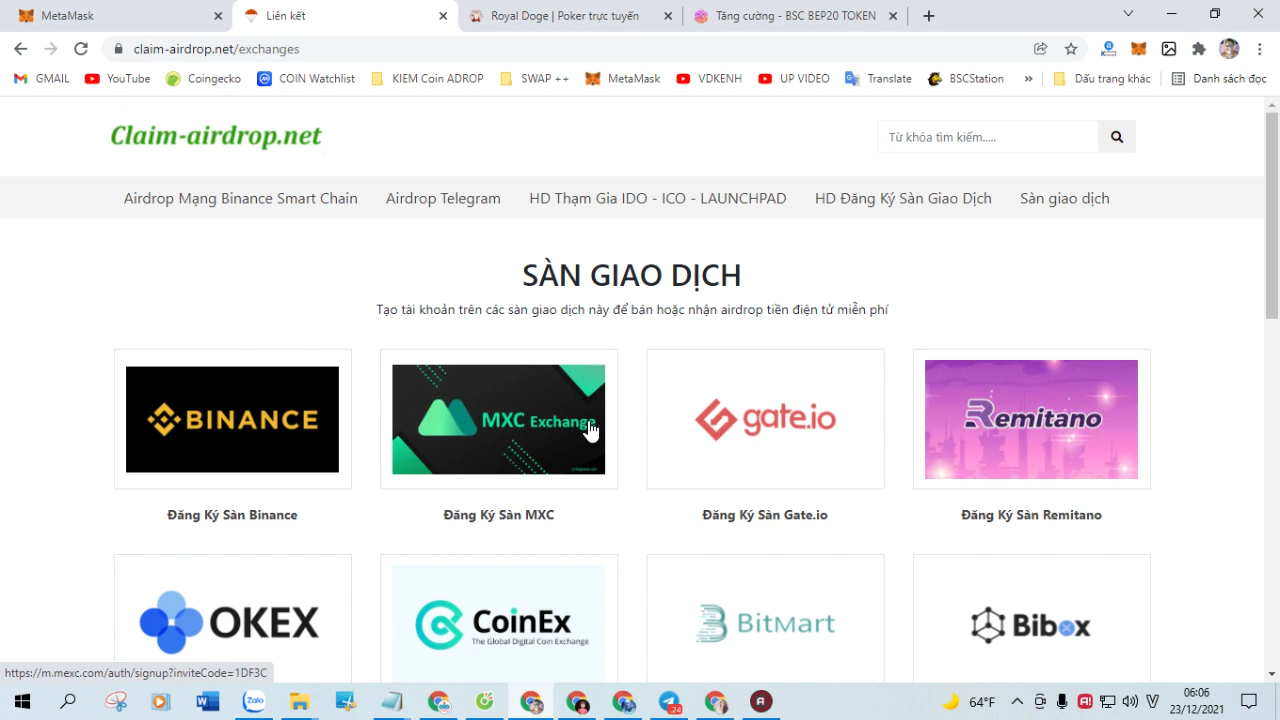 MetaMask
Liên kết
Royal Doge | Poker trực tuyến
Tăng cường - BSC BEP20 TOKEN
claim-airdrop.net/exchanges
GMAIL
YouTube
Coingecko
COIN Watchlist
KIEM Coin ADROP
SWAP ++
MetaMask
VDKENH
UP VIDEO
Translate
BSCStation
»
Dấu trang khác
Danh sách đọc
Claim-airdrop.net
Từ khóa tìm kiếm.....
Airdrop Mạng Binance Smart Chain
Airdrop Telegram
HD Thạm Gia IDO - ICO - LAUNCHPAD
HD Đăng Ký Sàn Giao Dịch
Sàn giao dịch
SÀN GIAO DỊCH
Tạo tài khoản trên các sàn giao dịch này để bán hoặc nhận airdrop tiền điện tử miễn phí
BINANCE
MXC Exchange
gate.io
Remitano
Đăng Ký Sàn Binance
Đăng Ký Sàn MXC
Đăng Ký Sàn Gate.io
Đăng Ký Sàn Remitano
OKEX
CoinEx
The Global Digital Coin Exchange
BitMart
Bibox
https://m.mexc.com/auth/signup?inviteCode=1DF3C
Zalo
24
64°F
06:06
23/12/2021